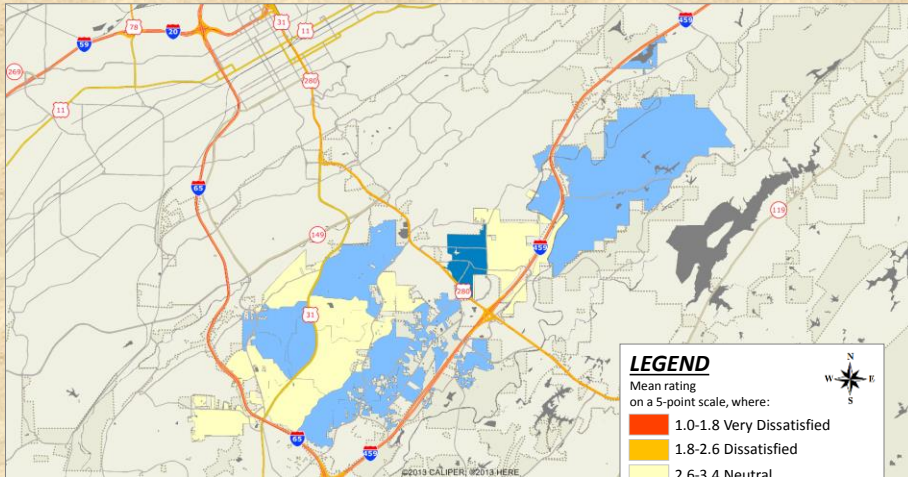 459
31
11
78
20
59
280
269
11
65
119
149
459
280
31
65
459
LEGEND
N
W E
S
Mean rating
on a 5-point scale, where:
1.0-1.8 Very Dissatisfied
1.8-2.6 Dissatisfied
2.6-3.4 Neutral
©2013 CALIPER; ©2013 HERE